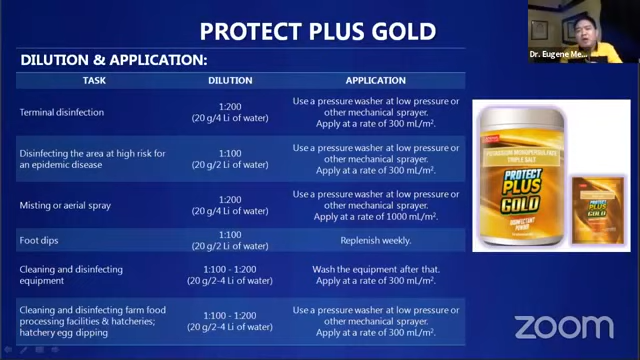 PROTECT PLUS GOLD
Dr. Eugene Me...
DILUTION & APPLICATION:
TASK DILUTION APPLICATION
Terminal disinfection
1:200
(20 g/4 Li of water)
Use a pressure washer at low pressure or
other mechanical sprayer.
Apply at a rate of 300 mL/m².
Disinfecting the area at high risk for
an epidemic disease
1:100
(20 g/2 Li of water)
Use a pressure washer at low pressure or
other mechanical sprayer.
Apply at a rate of 300 mL/m².
Misting or aerial spray
1:200
(20 g/4 Li of water)
Use a pressure washer at low pressure or
other mechanical sprayer.
Apply at a rate of 1000 mL/m².
Foot dips
1:100
(20 g/2 Li of water)
Replenish weekly.
Cleaning and disinfecting
equipment
1:100 - 1:200
(20 g/2-4 Li of water)
Wash the equipment after that.
Apply at a rate of 300 mL/m².
Cleaning and disinfecting farm food
processing facilities & hatcheries;
hatchery egg dipping
1:100 - 1:200
(20 g/2-4 Li of water)
Use a pressure washer at low pressure or
other mechanical sprayer.
Apply at a rate of 300 mL/m².
POTASSIUM MONOPERSULFATE
TRIPLE SALT
PROTECT
PLUS
GOLD
DISINFECTANT
POWDER
PROTECT
PLUS
GOLD
zoom